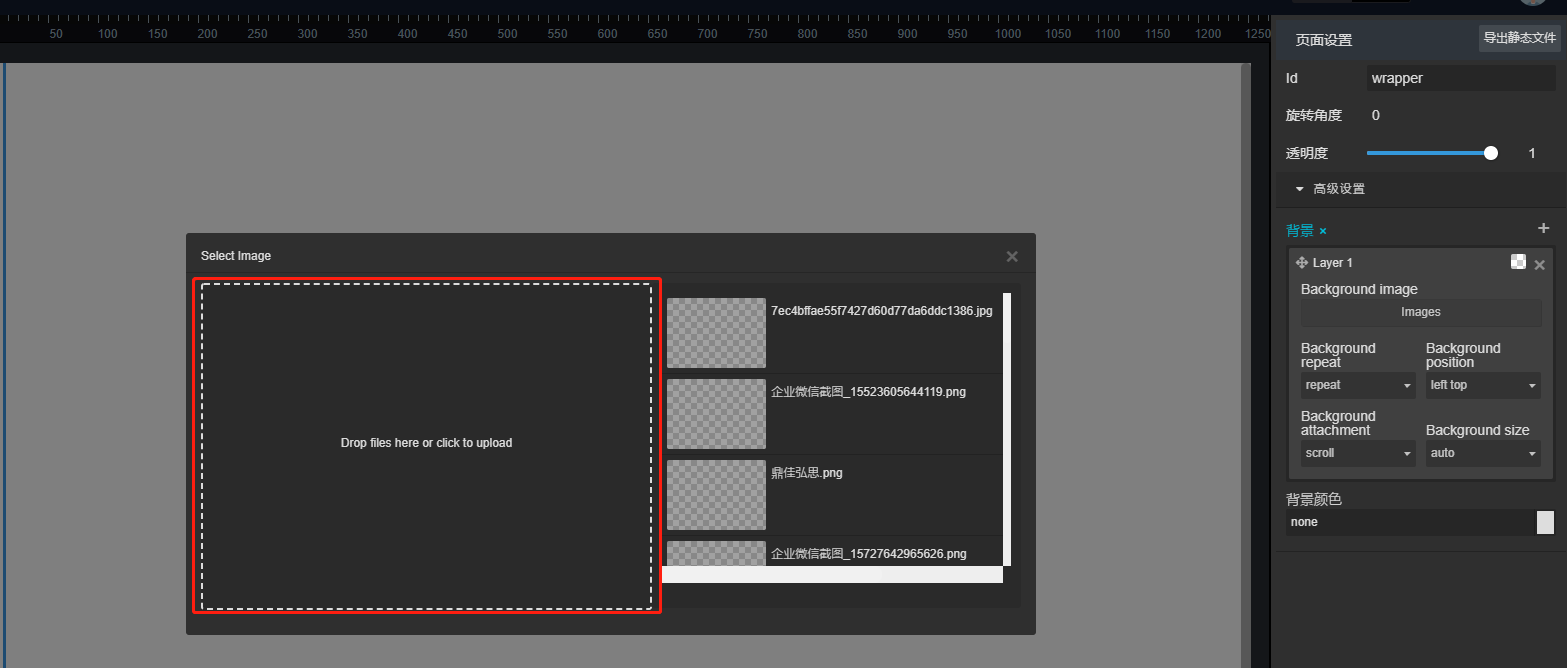 50 100 150 200 250 300 350 400 450 500 550 600 650 700 750 800 850 900 950 1000 1050 1100 1150 1200 1250
页面设置 导出静态文件
Id wrapper
旋转角度 0
透明度 1
高级设置
背景 × +
Layer 1
Background image
Images
Background repeat
Background position
repeat
left top
Background attachment
Background size
scroll
auto
背景颜色
none
Select Image
Drop files here or click to upload
7ec4bffae55f7427d60d77da6ddc1386.jpg
企业微信截图_15523605644119.png
鼎佳弘思.png
企业微信截图_15727642965626.png